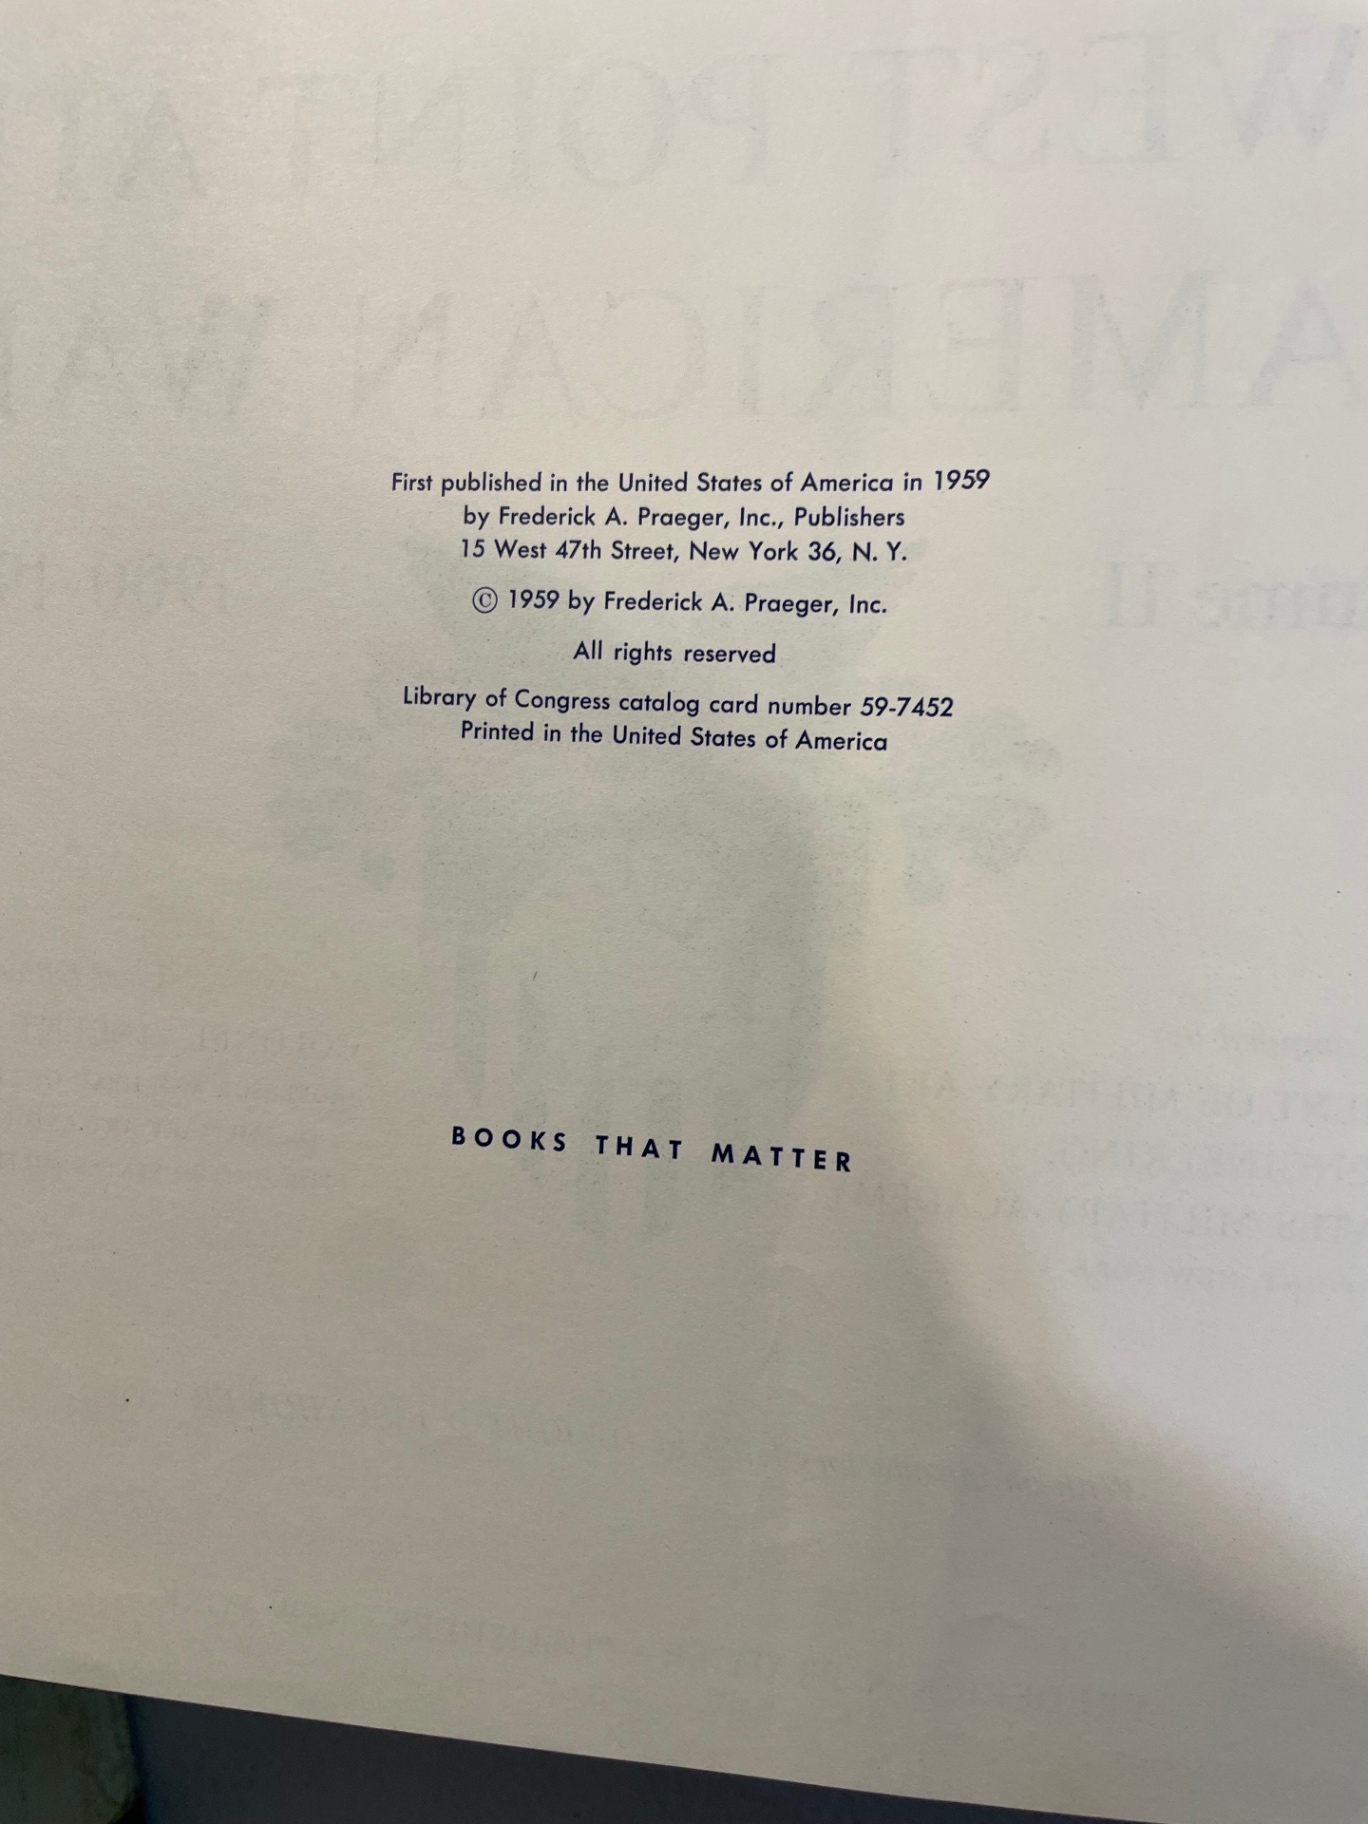 First published in the United States of America in 1959
by Frederick A. Praeger, Inc., Publishers
15 West 47th Street, New York 36, N. Y.
© 1959 by Frederick A. Praeger, Inc.
All rights reserved
Library of Congress catalog card number 59-7452
Printed in the United States of America
BOOKS THAT MATTER